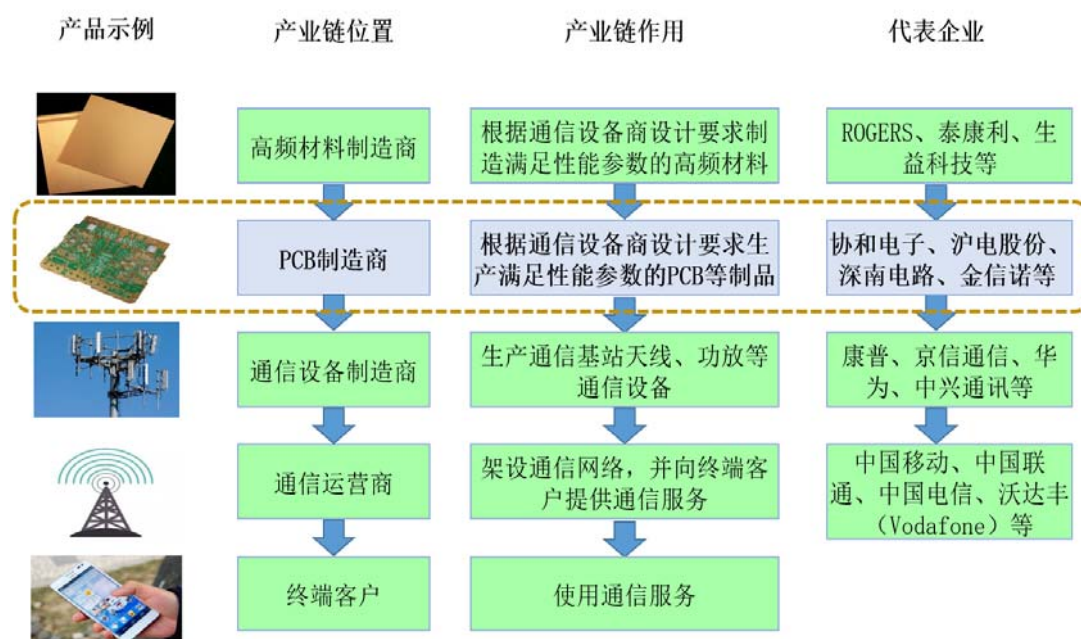 产品示例 产业链位置 产业链作用 代表企业
高频材料制造商
根据通信设备商设计要求制
造满足性能参数的高频材料
ROGERS、泰康利、生
益科技等
PCB制造商
根据通信设备商设计要求生
产满足性能参数的PCB等制品
协和电子、沪电股份、
深南电路、金信诺等
通信设备制造商
生产通信基站天线、功放等
通信设备
康普、京信通信、华
为、中兴通讯等
通信运营商
架设通信网络，并向终端客
户提供通信服务
中国移动、中国联
通、中国电信、沃达丰
（Vodafone）等
终端客户
使用通信服务